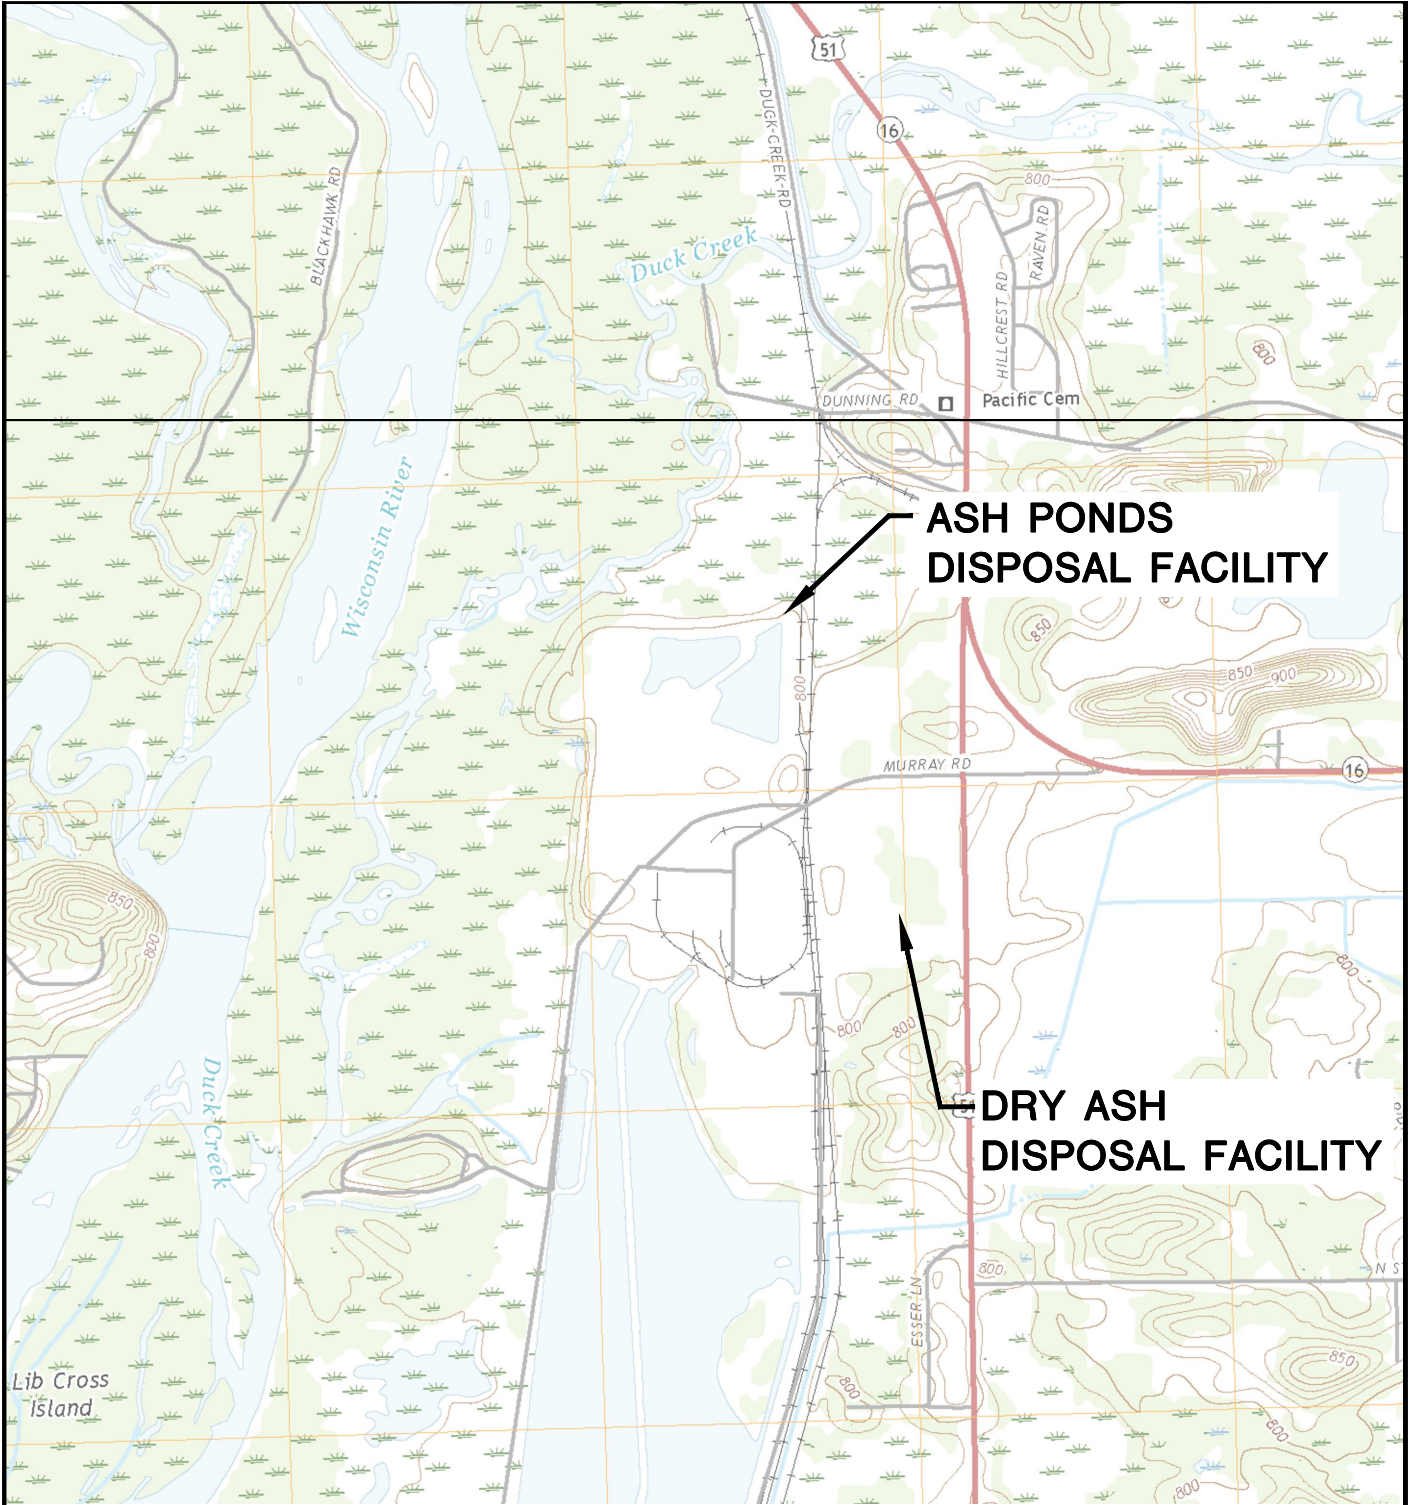 51
16
DUCK-CREEK-RD
BLACKHAWK RD
800
RAVEN RD
Duck Creek
HILLCREST RD
800
DUNNING RD
Pacific Cem
Wisconsin River
ASH PONDS
DISPOSAL FACILITY
850
850
900
800
MURRAY RD
16
850
800
800
800
800
Duck Creek
DRY ASH
DISPOSAL FACILITY
800
N S
ESSER LN
850
Lib Cross
Island
800
800
800